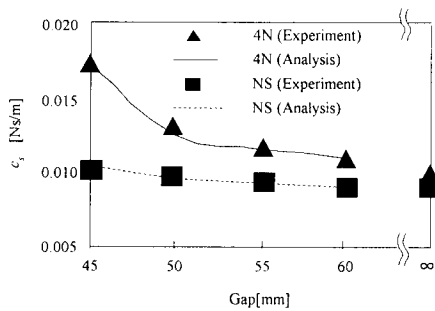 0.020
4N (Experiment)
4N (Analysis)
0.015
NS (Experiment)
NS (Analysis)
c_s [Ns/m]
0.010
0.005
45 50 55 60 ∞
Gap[mm]